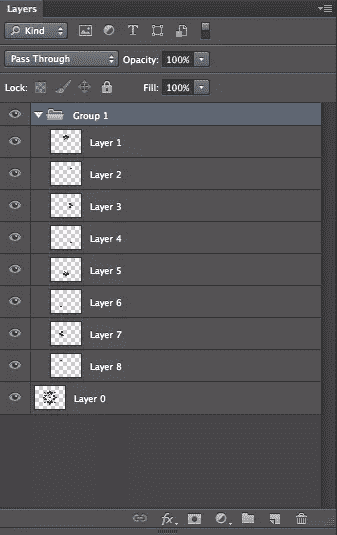 Layers
Kind
Pass Through Opacity: 100%
Lock: Fill: 100%
Group 1
Layer 1
Layer 2
Layer 3
Layer 4
Layer 5
Layer 6
Layer 7
Layer 8
Layer 0
fx